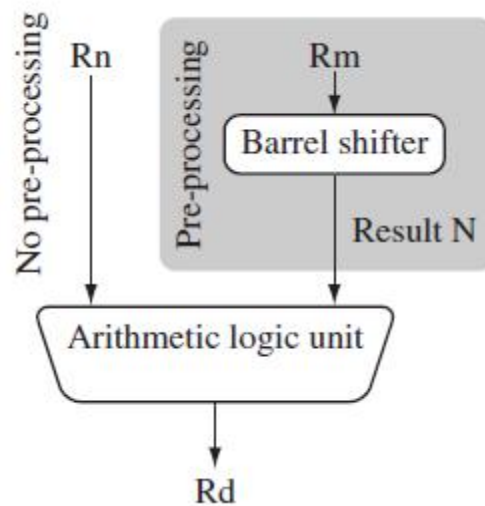 No pre-processing
Rn
Pre-processing
Rm
Barrel shifter
Result N
Arithmetic logic unit
Rd